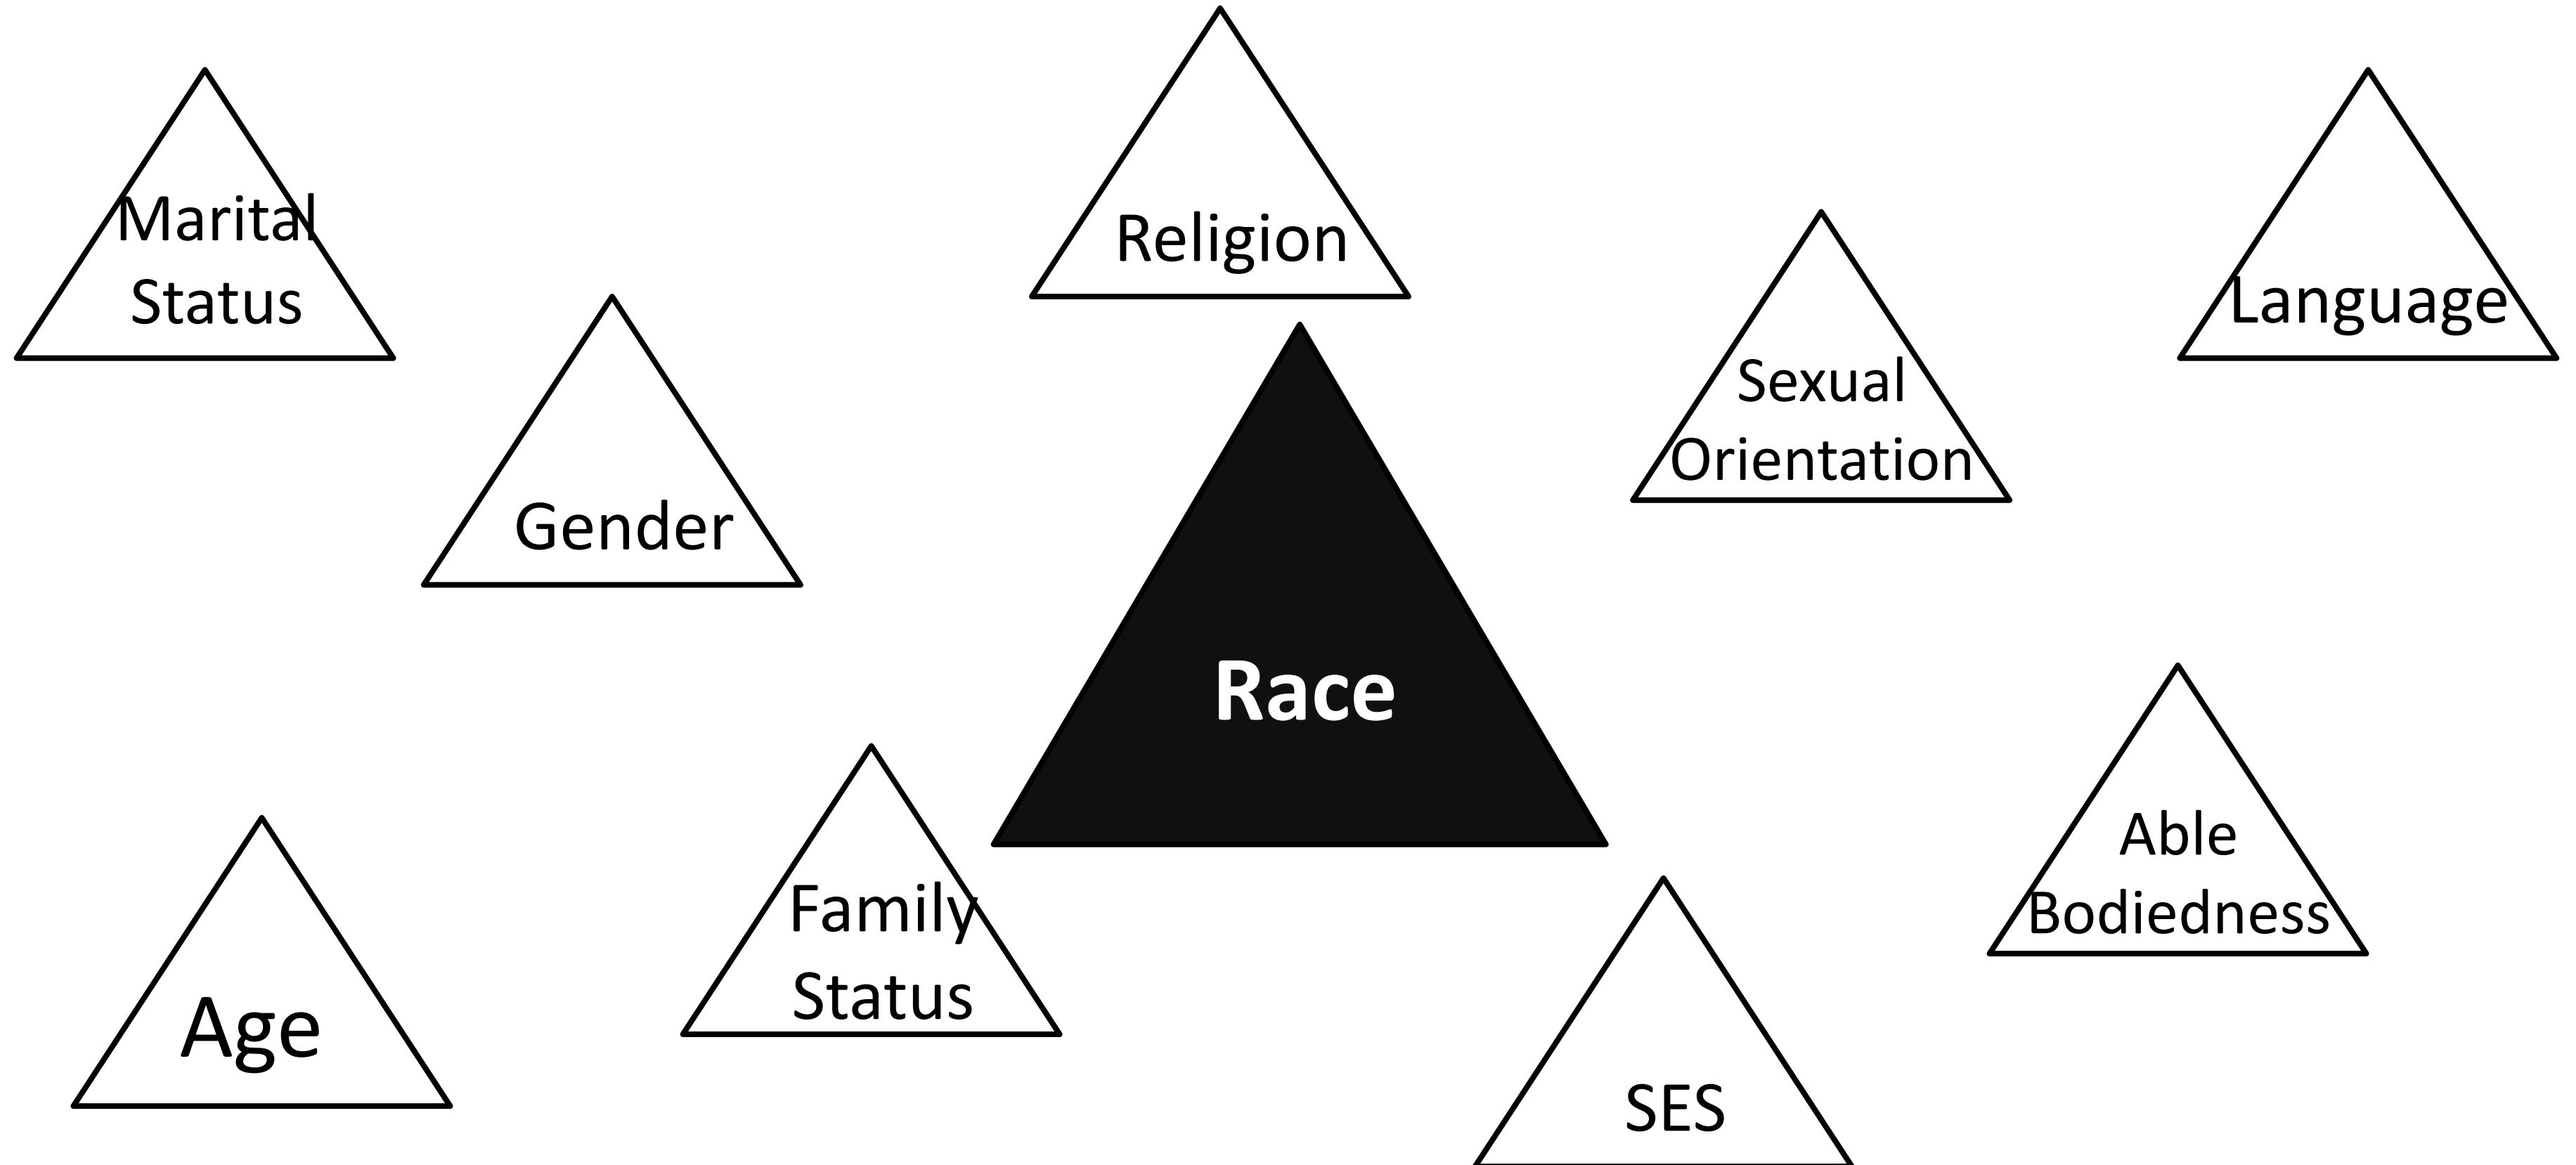 Marital
Status
Religion
Language
Sexual
Orientation
Gender
Race
Able
Bodiedness
Family
Status
Age
SES